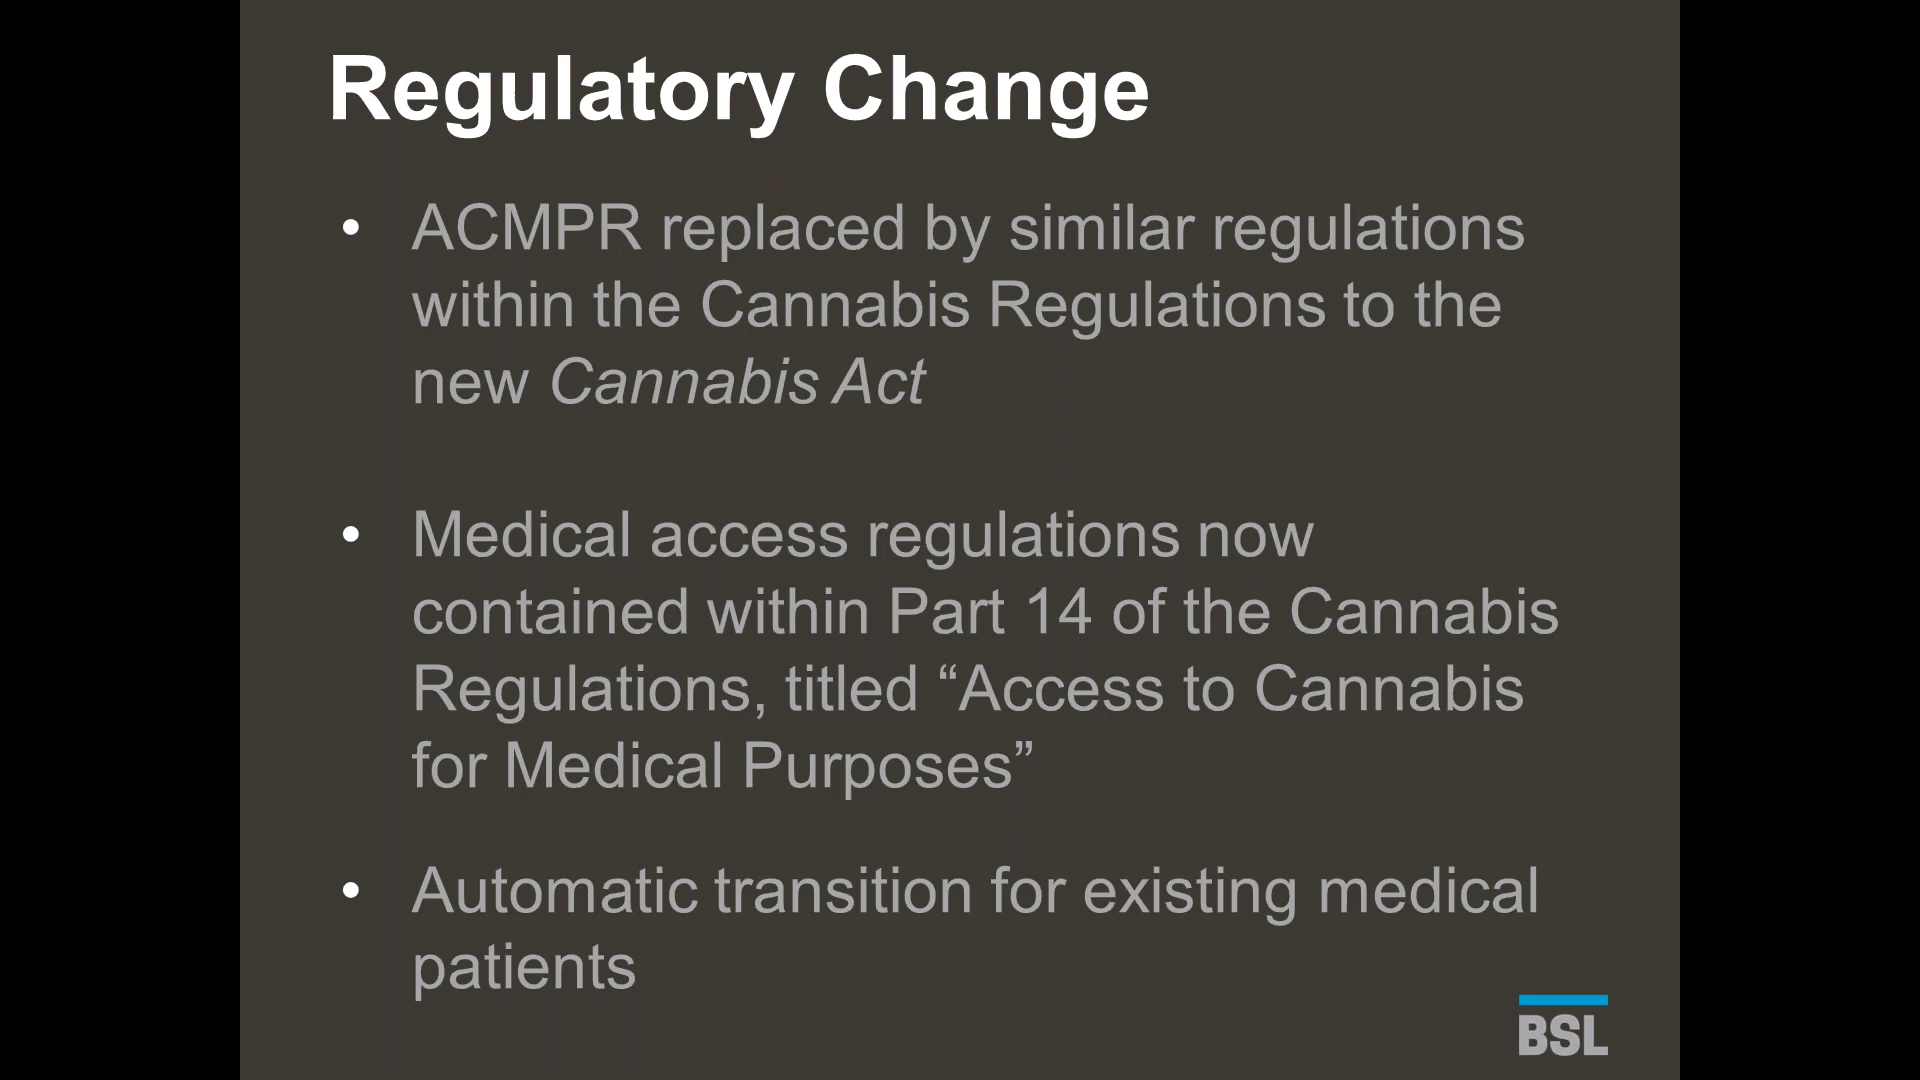 Regulatory Change
• ACMPR replaced by similar regulations
within the Cannabis Regulations to the
new Cannabis Act
• Medical access regulations now
contained within Part 14 of the Cannabis
Regulations, titled “Access to Cannabis
for Medical Purposes”
• Automatic transition for existing medical
patients
BSL